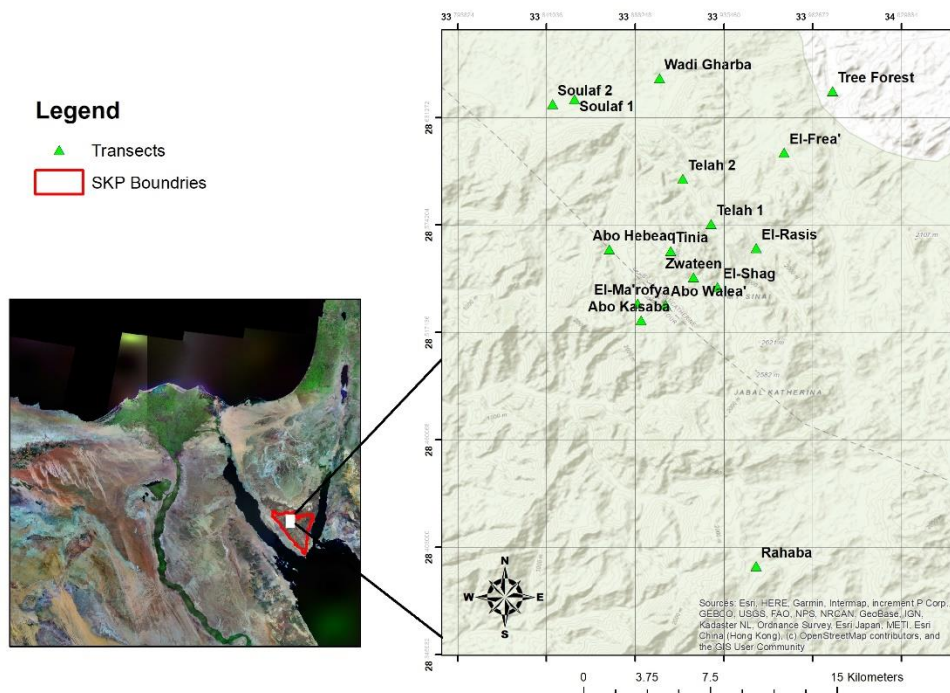 Legend
Transects
SKP Boundries
33
33
33
33
33
34
28
28
28
28
28
28
Wadi Gharba
Tree Forest
Soulaf 2
Soulaf 1
El-Frea'
Telah 2
Telah 1
Abo Hebeaq
Tinia
El-Rasis
Zwateen
El-Shag
El-Ma'rofya
Abo Walea'
Abo Kasaba
SINAI
JABAL KATHERINA
Rahaba
N
W E
S
Sources: Esri, HERE, Garmin, Intermap, increment P Corp.,
GEBCO, USGS, FAO, NPS, NRCAN, GeoBase, IGN,
Kadaster NL, Ordnance Survey, Esri Japan, METI, Esri
China (Hong Kong), (c) OpenStreetMap contributors, and
the GIS User Community
0 3.75 7.5 15 Kilometers